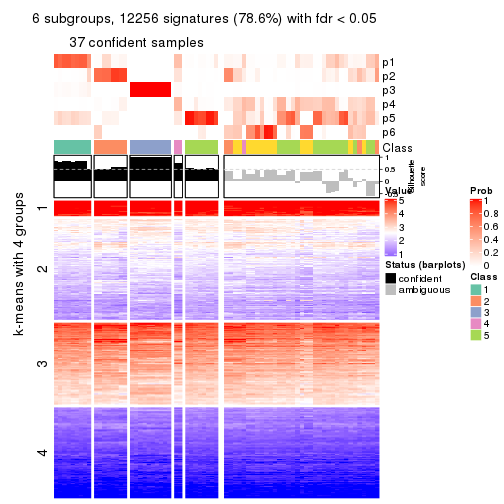 6 subgroups, 12256 signatures (78.6%) with fdr < 0.05
37 confident samples
p1
p2
p3
p4
p5
p6
Class
1
0.5
0
-0.5
Silhouette
score
k-means with 4 groups
1
2
3
4
Value
5
4
3
2
1
Status (barplots)
confident
ambiguous
Prob
1
0.8
0.6
0.4
0.2
0
Class
1
2
3
4
5